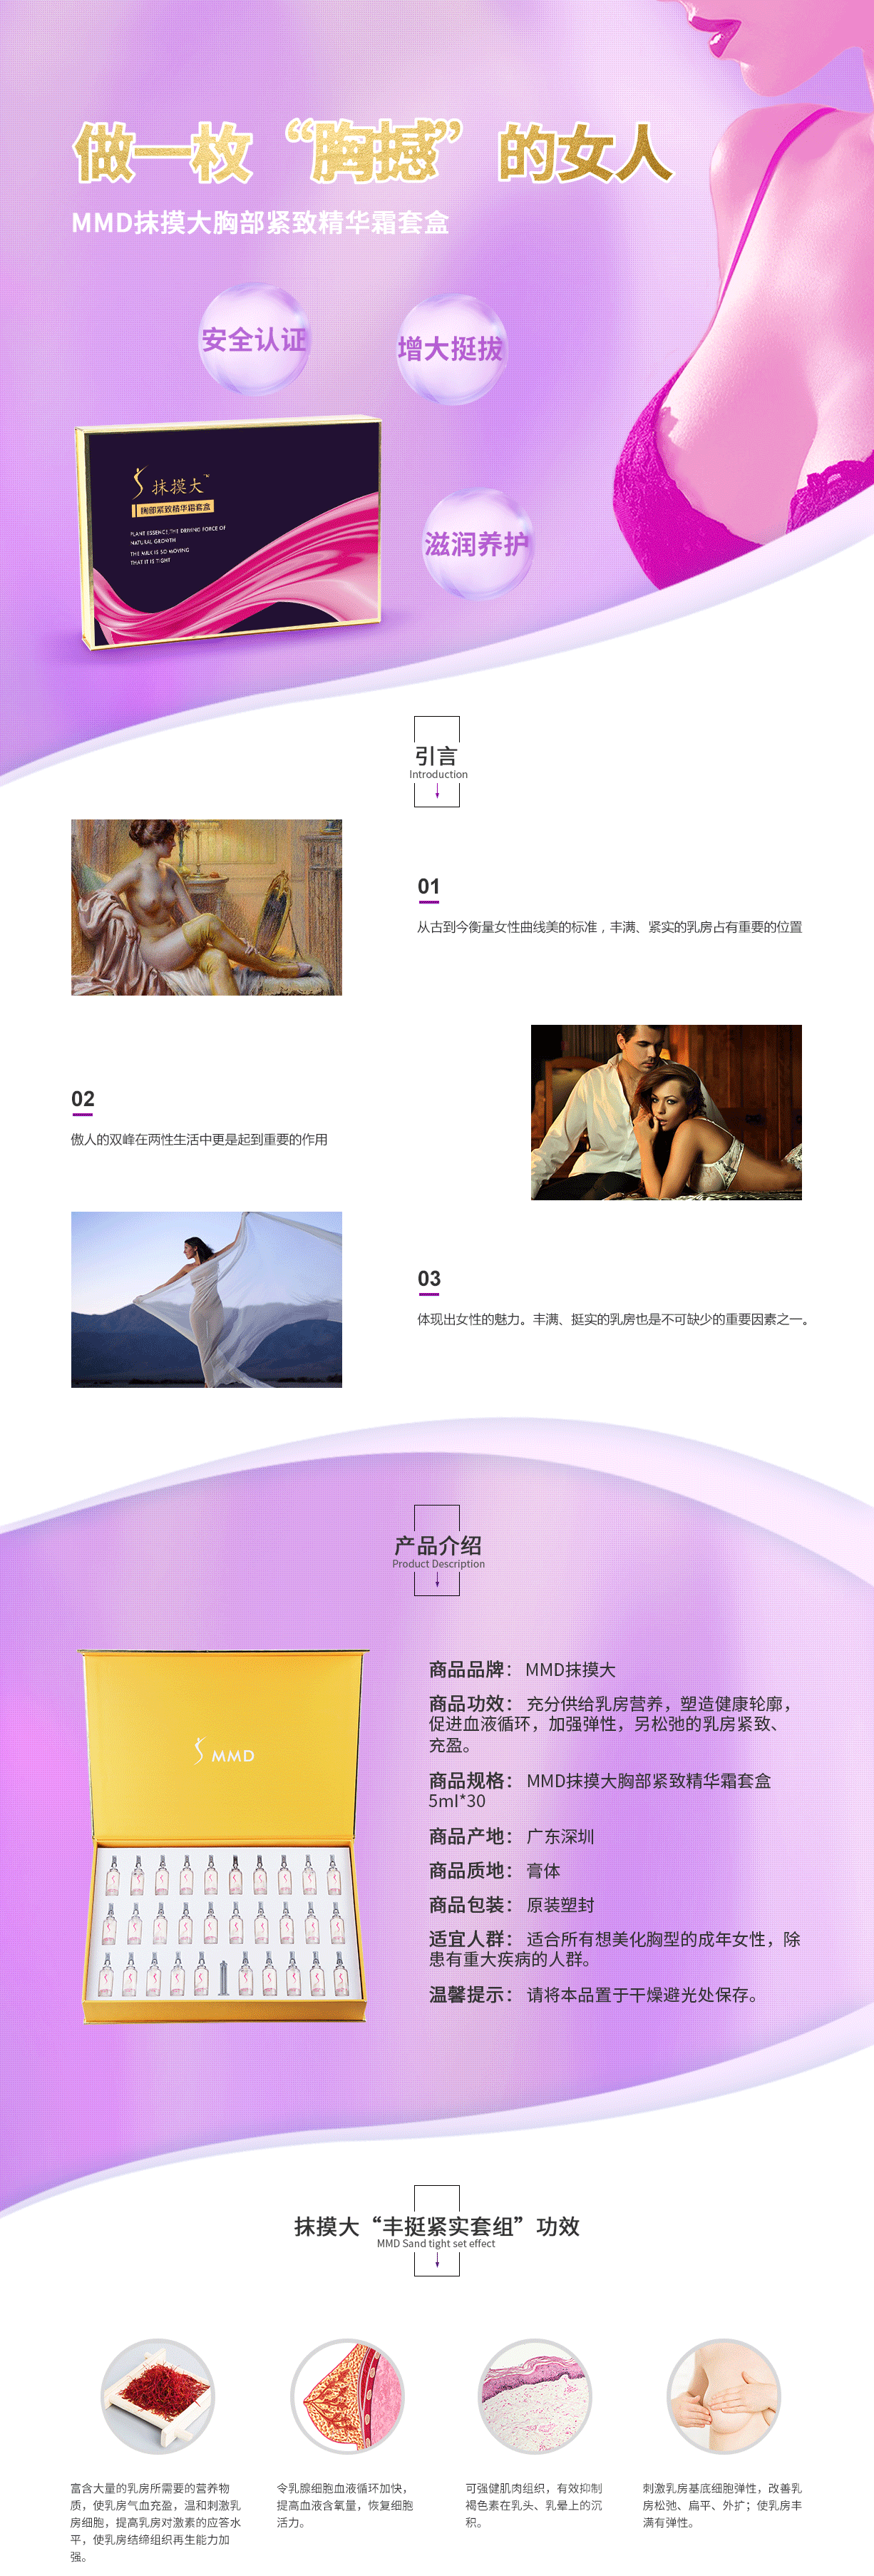 做一枚“胸撼”的女人
MMD抹摸大胸部紧致精华霜套盒
安全认证
增大挺拔
抹摸大™
胸部紧致精华霜套盒
PLANT ESSENCE,THE DRIVING FORCE OF
NATURAL GROWTH
THE MILK IS SO MOVING
THAT IT IS TIGHT
滋润养护
引言
Introduction
01
从古到今衡量女性曲线美的标准，丰满、紧实的乳房占有重要的位置
02
傲人的双峰在两性生活中更是起到重要的作用
03
体现出女性的魅力。丰满、挺实的乳房也是不可缺少的重要因素之一。
产品介绍
Product Description
MMD
商品品牌： MMD抹摸大
商品功效： 充分供给乳房营养，塑造健康轮廓，
促进血液循环，加强弹性，另松弛的乳房紧致、
充盈。
商品规格： MMD抹摸大胸部紧致精华霜套盒
5ml*30
商品产地： 广东深圳
商品质地： 膏体
商品包装： 原装塑封
适宜人群： 适合所有想美化胸型的成年女性，除
患有重大疾病的人群。
温馨提示： 请将本品置于干燥避光处保存。
抹摸大“丰挺紧实套组”功效
MMD Sand tight set effect
富含大量的乳房所需要的营养物
质，使乳房气血充盈，温和刺激乳
房细胞，提高乳房对激素的应答水
平，使乳房结缔组织再生能力加
强。
令乳腺细胞血液循环加快，
提高血液含氧量，恢复细胞
活力。
可强健肌肉组织，有效抑制
褐色素在乳头、乳晕上的沉
积。
刺激乳房基底细胞弹性，改善乳
房松弛、扁平、外扩；使乳房丰
满有弹性。